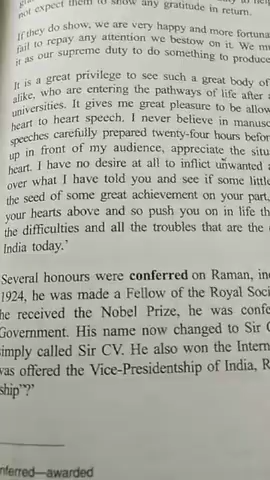 not expect them to show any gratitude in return.
If they do show, we are very happy and more fortuna
fail to repay any attention we bestow on it. We m
it as our supreme duty to do something to produce
It is a great privilege to see such a great body of
alike, who are entering the pathways of life after a
universities. It gives me great pleasure to be allow
heart to heart speech. I never believe in manusc
speeches carefully prepared twenty-four hours befor
up in front of my audience, appreciate the situ
heart. I have no desire at all to inflict unwanted a
over what I have told you and see if some little
the seed of some great achievement on your part,
your hearts above and so push you on in life th
the difficulties and all the troubles that are the
India today.'
Several honours were conferred on Raman, in
1924, he was made a Fellow of the Royal Soci
he received the Nobel Prize, he was confe
Government. His name now changed to Sir C
simply called Sir CV. He also won the Intern
was offered the Vice-Presidentship of India, R
ship"?'
nferred—awarded